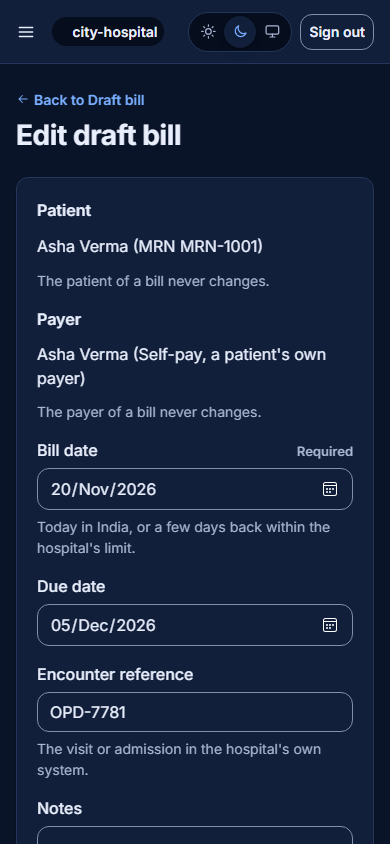 city-hospital
Sign out
← Back to Draft bill
Edit draft bill
Patient
Asha Verma (MRN MRN-1001)
The patient of a bill never changes.
Payer
Asha Verma (Self-pay, a patient's own
payer)
The payer of a bill never changes.
Bill date Required
20/Nov/2026
Today in India, or a few days back within the
hospital's limit.
Due date
05/Dec/2026
Encounter reference
OPD-7781
The visit or admission in the hospital's own
system.
Notes